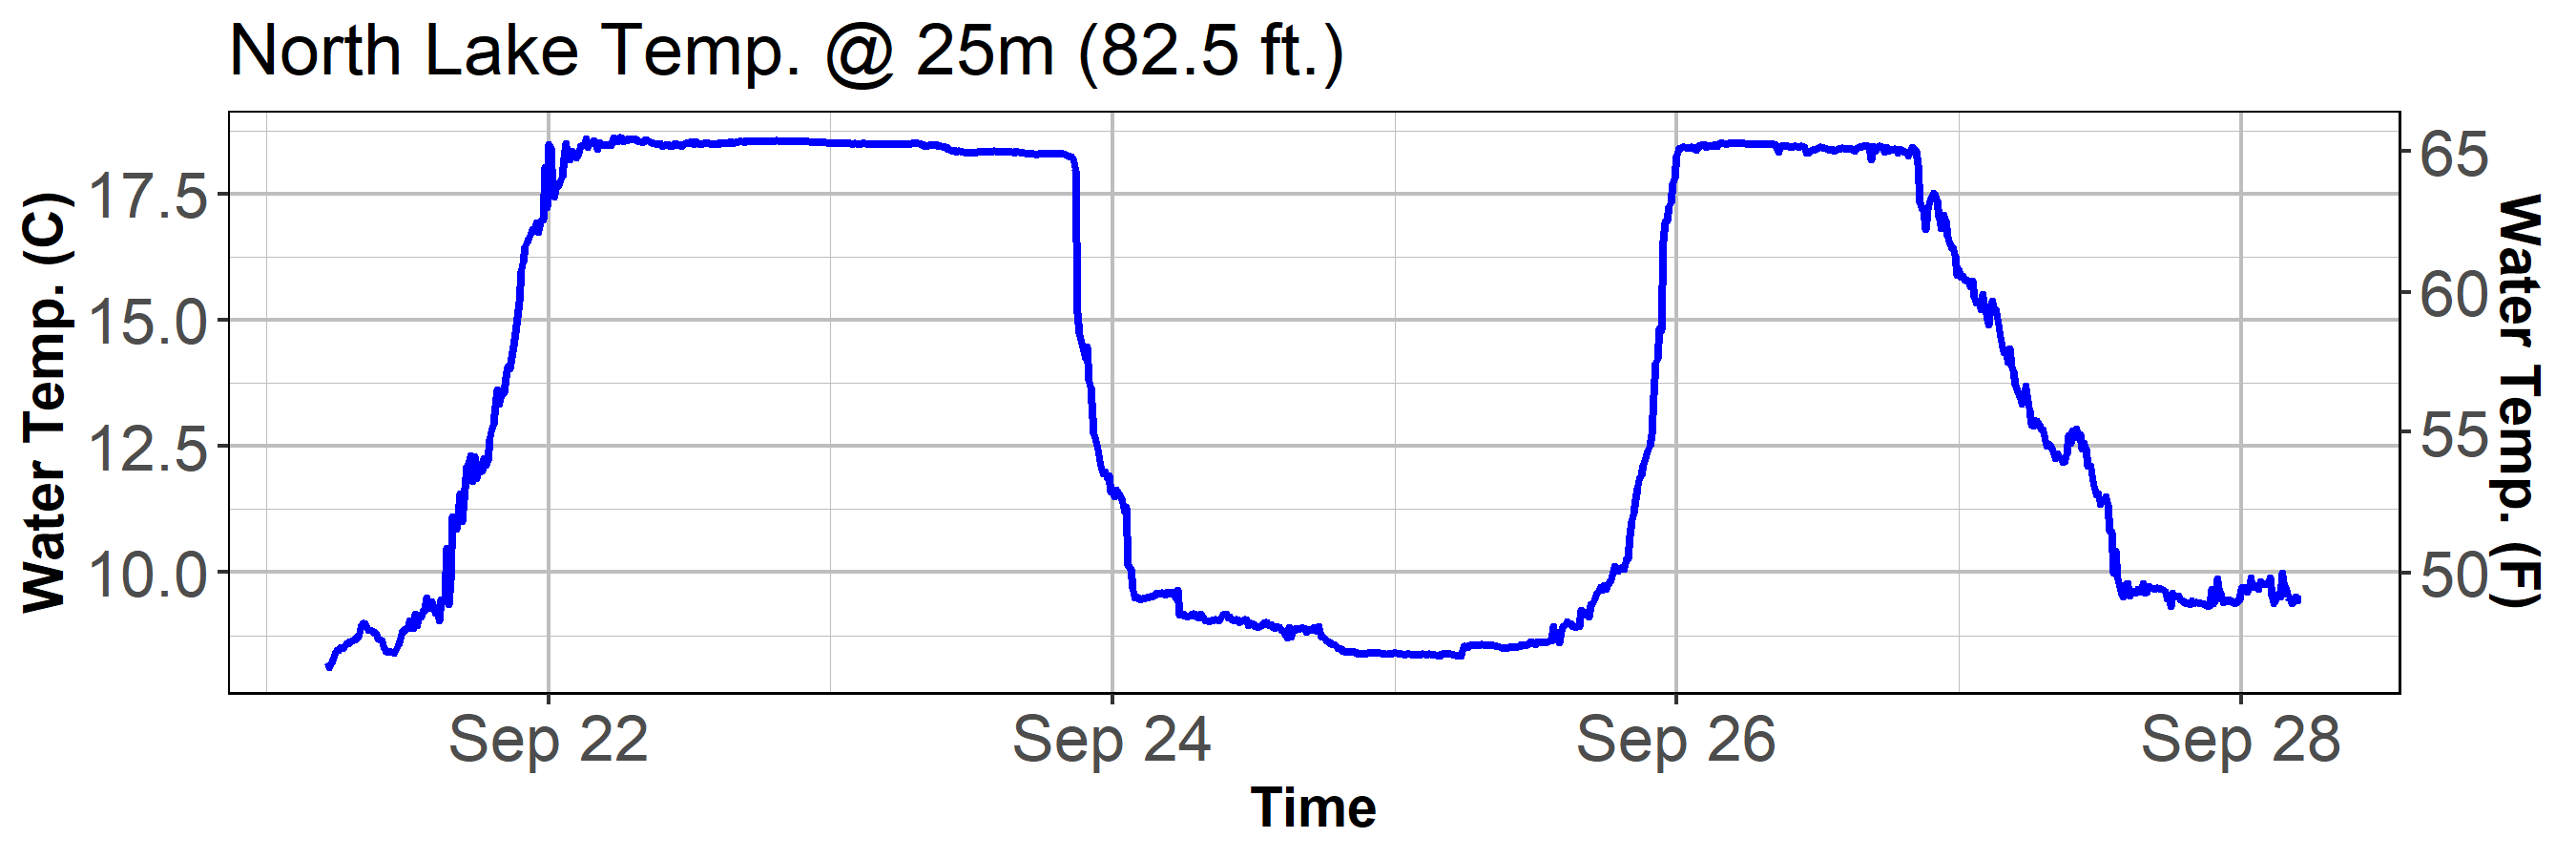 North Lake Temp. @ 25m (82.5 ft.)
Water Temp. (C)
17.5
15.0
12.5
10.0
65
60
55
50
Water Temp. (F)
Sep 22 Sep 24 Sep 26 Sep 28
Time